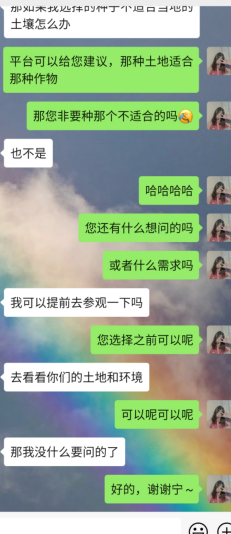 那如果我选择的种子不适合当地的
土壤怎么办
平台可以给您建议，那种土地适合
那种作物
那您非要种那个不适合的吗
也不是
哈哈哈哈
您还有什么想问的吗
或者什么需求吗
我可以提前去参观一下吗
您选择之前可以呢
去看看你们的土地和环境
可以呢可以呢
那我没什么要问的了
好的，谢谢宁～